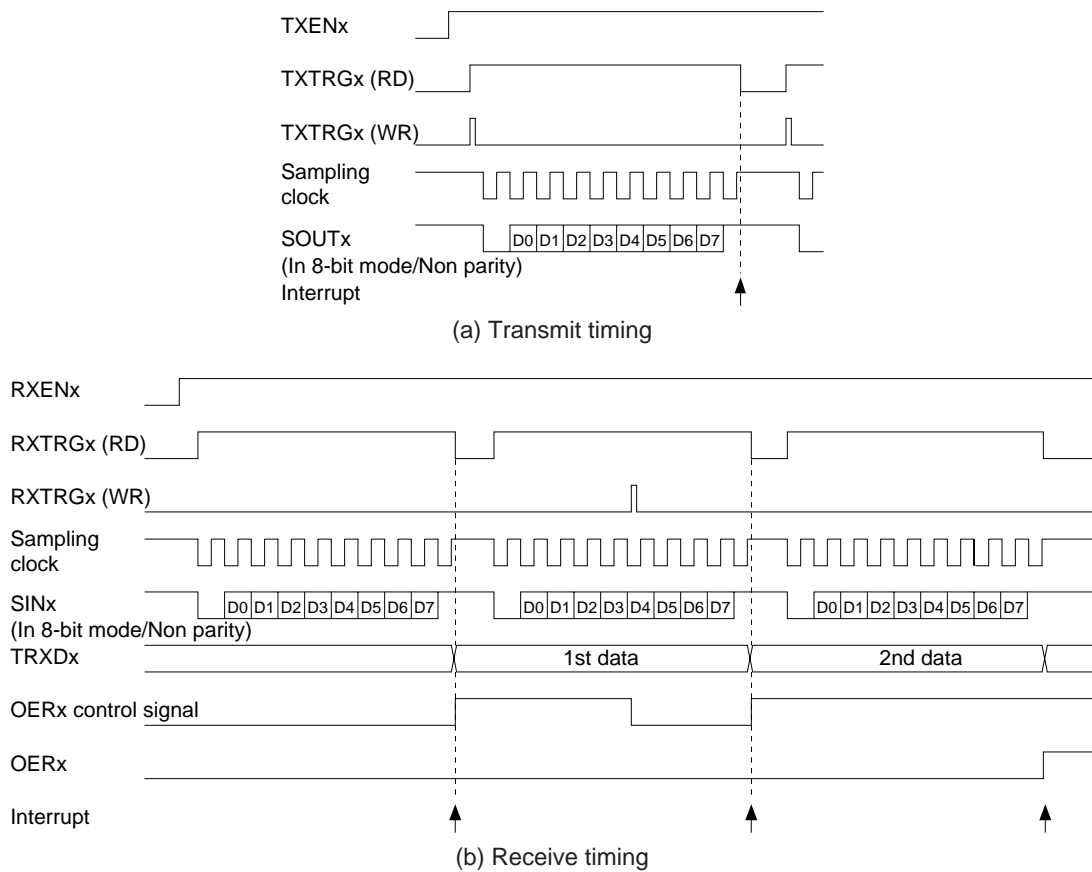 TXENx
TXTRGx (RD)
TXTRGx (WR)
Sampling
clock
SOUTx
D0 D1 D2 D3 D4 D5 D6 D7
(In 8-bit mode/Non parity)
Interrupt
(a) Transmit timing
RXENx
RXTRGx (RD)
RXTRGx (WR)
Sampling
clock
SINx
D0 D1 D2 D3 D4 D5 D6 D7 D0 D1 D2 D3 D4 D5 D6 D7 D0 D1 D2 D3 D4 D5 D6 D7
(In 8-bit mode/Non parity)
TRXDx 1st data 2nd data
OERx control signal
OERx
Interrupt
(b) Receive timing